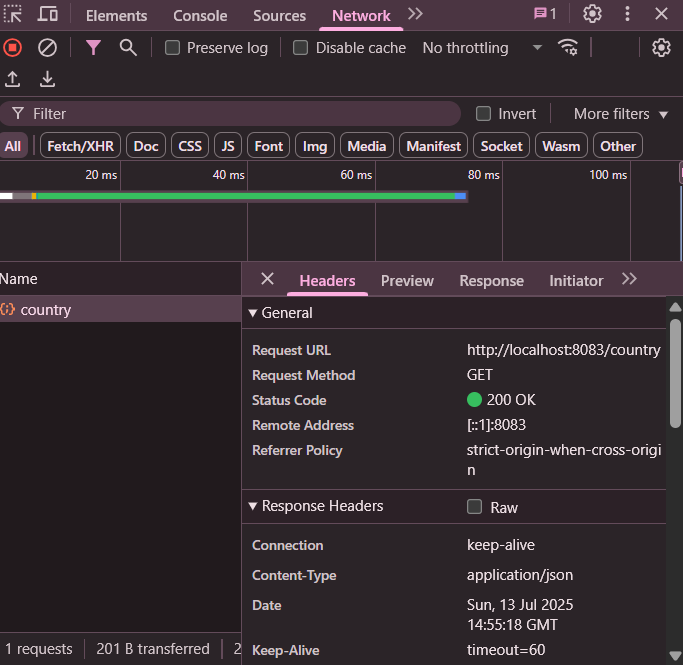 Elements Console Sources Network 1
Preserve log Disable cache No throttling
Filter Invert More filters
All Fetch/XHR Doc CSS JS Font Img Media Manifest Socket Wasm Other
20 ms 40 ms 60 ms 80 ms 100 ms
Name
country
Headers Preview Response Initiator
General
Request URL http://localhost:8083/country
Request Method GET
Status Code 200 OK
Remote Address [::1]:8083
Referrer Policy strict-origin-when-cross-origi
n
Response Headers Raw
Connection keep-alive
Content-Type application/json
Date Sun, 13 Jul 2025
14:55:18 GMT
Keep-Alive timeout=60
1 requests 201 B transferred 2